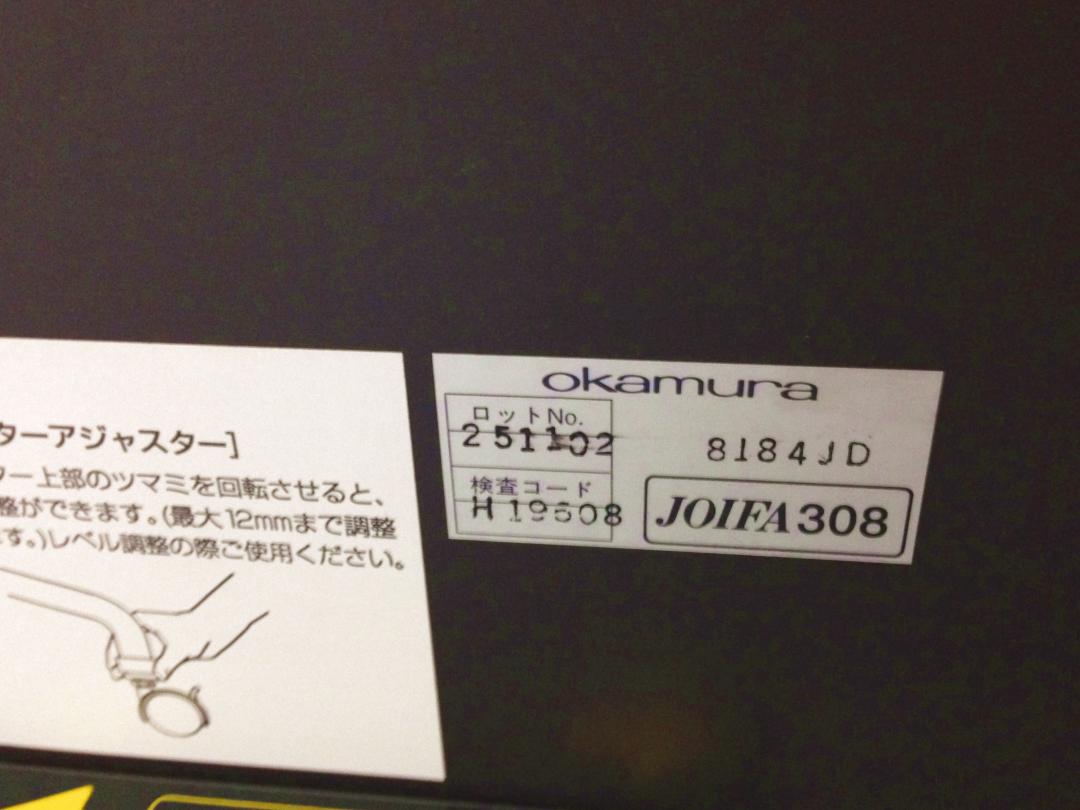 ターアジャスター]
ター上部のツマミを回転させると、
整ができます。(最大12mmまで調整
ます。)レベル調整の際ご使用ください。
okamura
ロットNo.
251102
8184JD
検査コード
H19508
JOIFA308